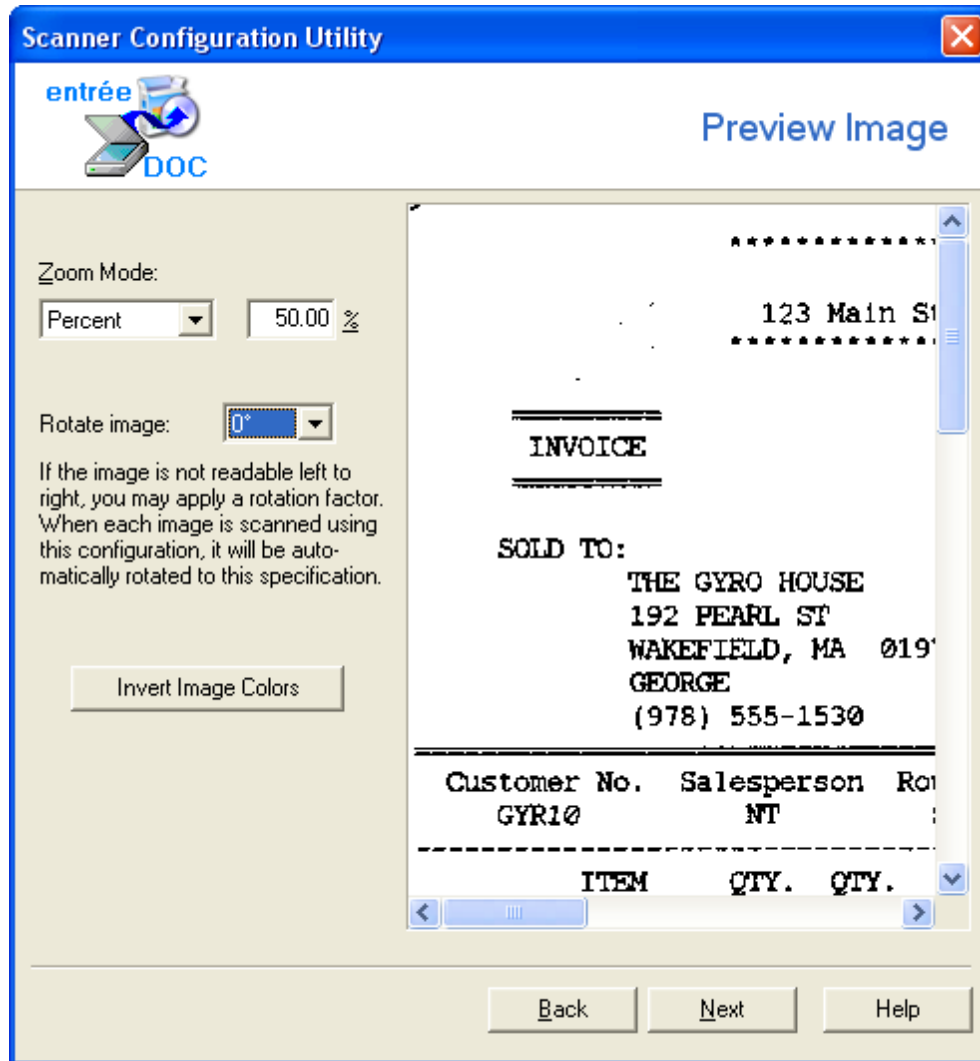 Scanner Configuration Utility
entrée
DOC
Preview Image
Zoom Mode:
Percent
50.00 %
Rotate image:
0°
If the image is not readable left to
right, you may apply a rotation factor.
When each image is scanned using
this configuration, it will be auto-
matically rotated to this specification.
Invert Image Colors
*************
123 Main St
*************
INVOICE
SOLD TO:
THE GYRO HOUSE
192 PEARL ST
WAKEFIELD, MA 019
GEORGE
(978) 555-1530
Customer No. Salesperson Rou
GYR10 NT
ITEM QTY. QTY.
Back
Next
Help